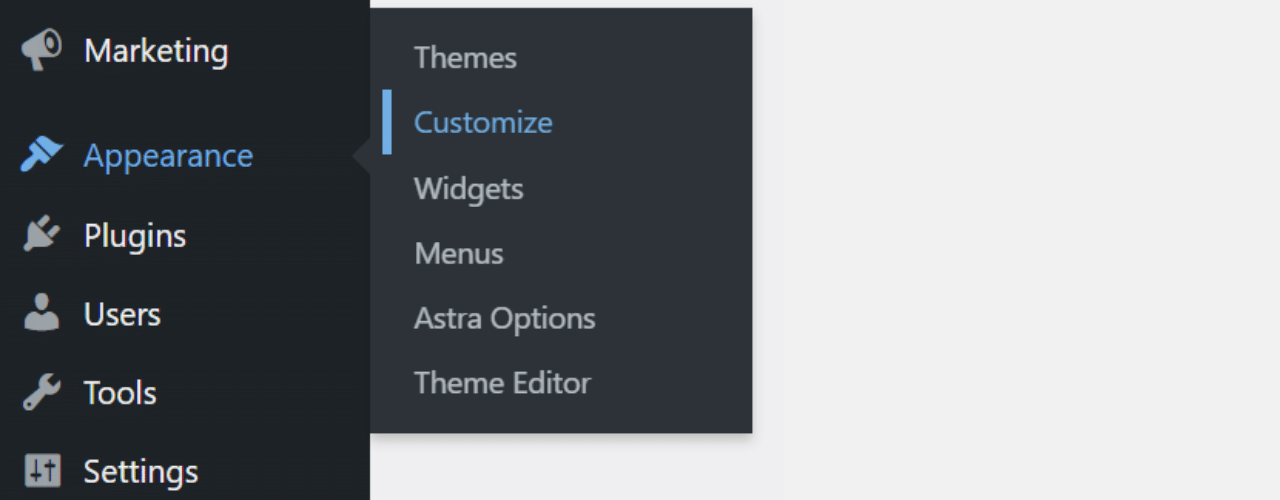 Marketing
Appearance
Plugins
Users
Tools
Settings
Themes
Customize
Widgets
Menus
Astra Options
Theme Editor